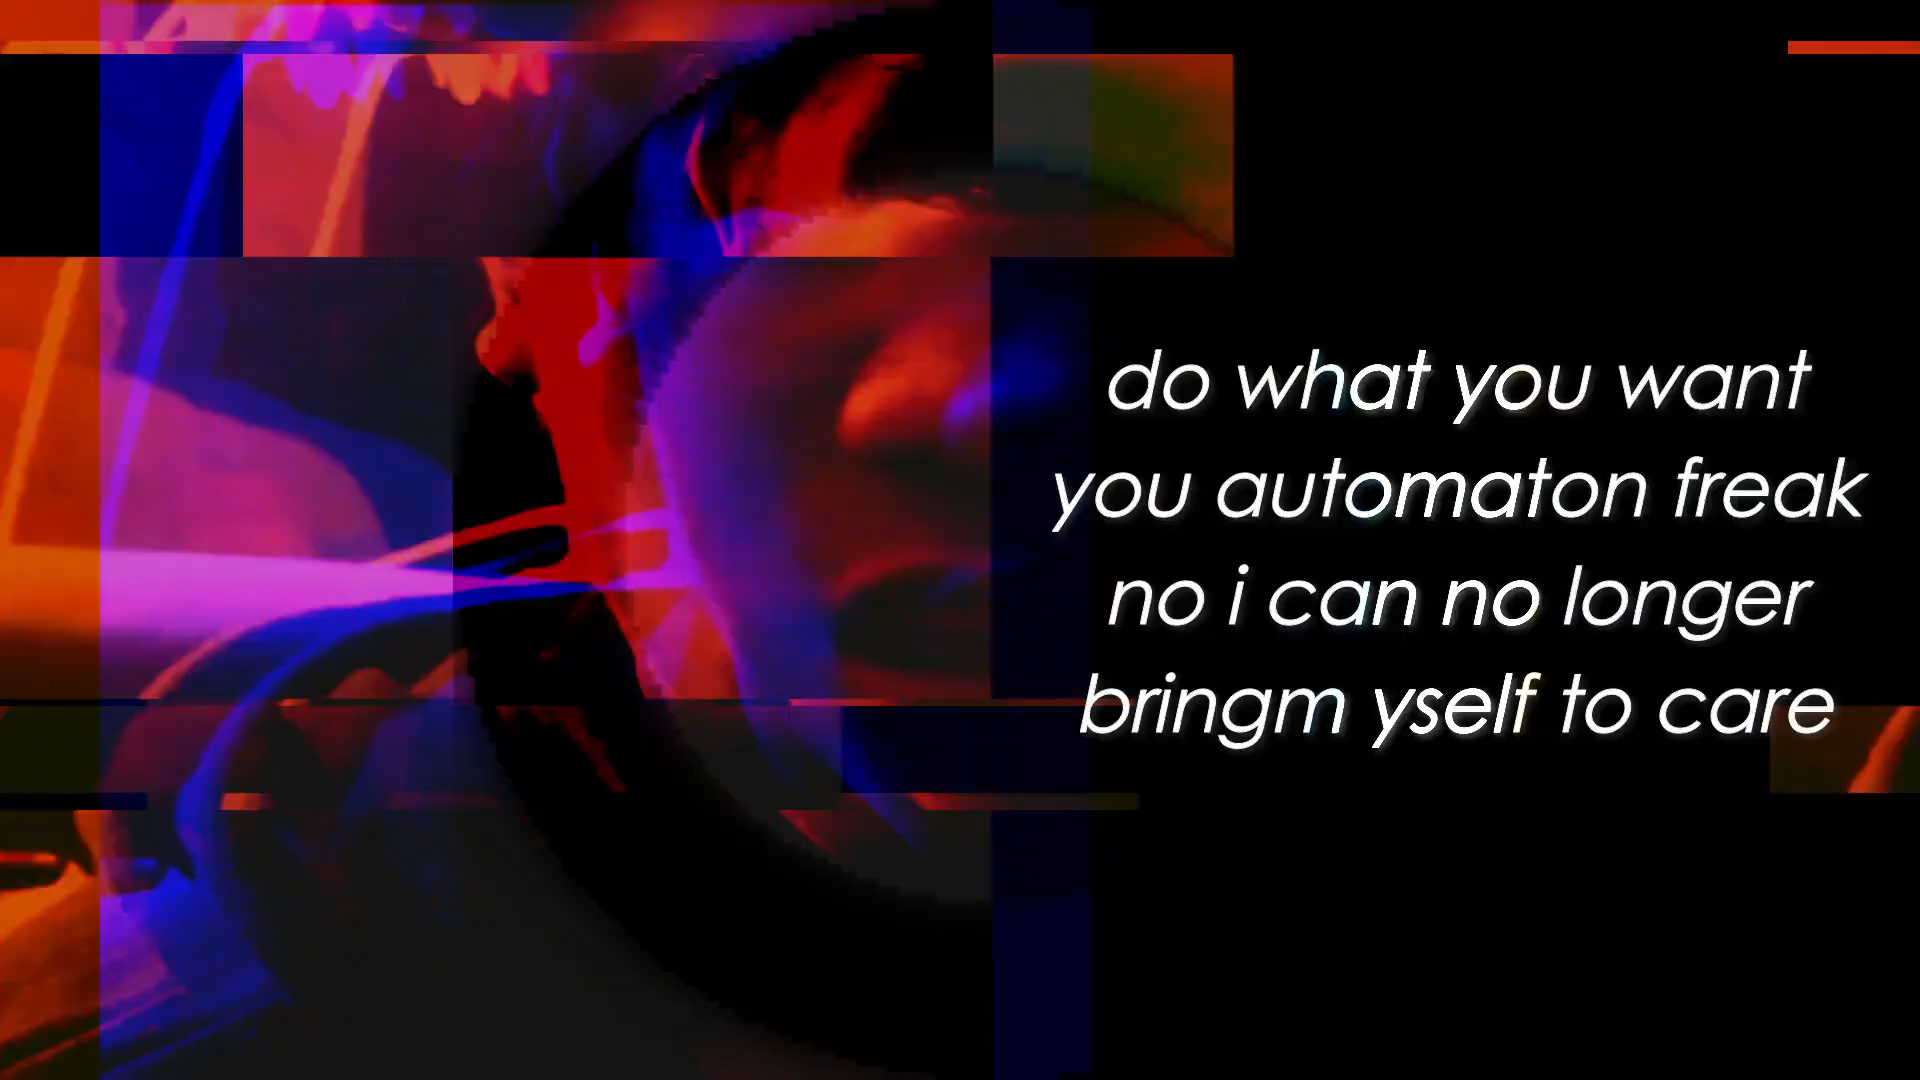 do what you want
you automaton freak
no i can no longer
bringm yself to care